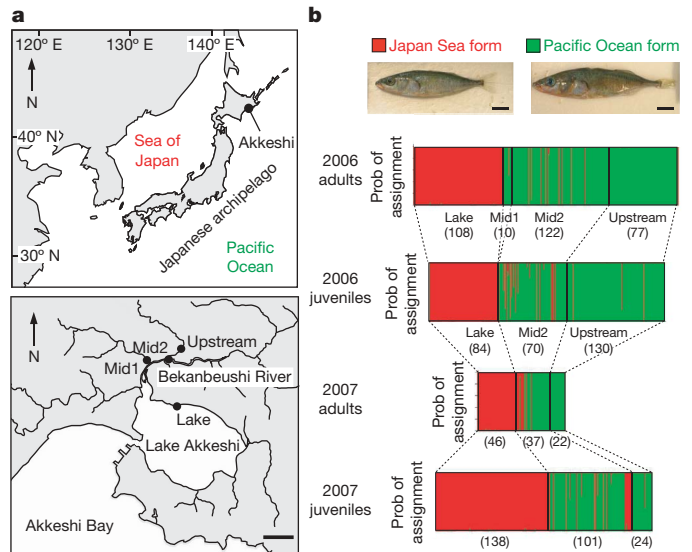 a
120° E 130° E 140° E
N
40° N
Sea of
Japan
Akkeshi
Japanese archipelago
30° N
Pacific
Ocean
N
Mid2 Upstream
Mid1
Bekanbeushi River
Lake
Lake Akkeshi
Akkeshi Bay
b
Japan Sea form Pacific Ocean form
2006
adults
Prob of
assignment
Lake Mid1 Mid2 Upstream
(108) (10) (122) (77)
2006
juveniles
Prob of
assignment
Lake Mid2 Upstream
(84) (70) (130)
2007
adults
Prob of
assignment
(46) (37) (22)
2007
juveniles
Prob of
assignment
(138) (101) (24)